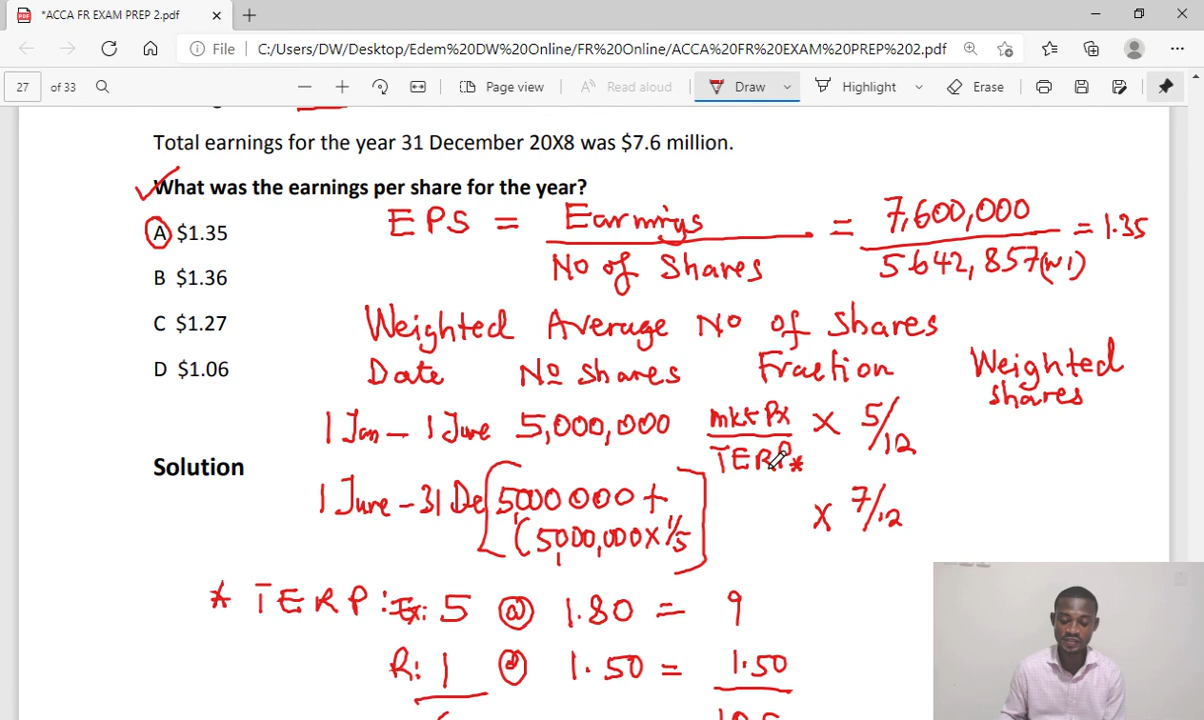 *ACCA FR EXAM PREP 2.pdf
File C:/Users/DW/Desktop/Edem%20DW%20Online/FR%20Online/ACCA%20FR%20EXAM%20PREP%202.pdf
27 of 33 Page view Read aloud Draw Highlight Erase
Total earnings for the year 31 December 20X8 was $7.6 million.
What was the earnings per share for the year?
EPS = Earnings / No of Shares = 7,600,000 / 5642,857(w1) = 1.35
A $1.35
B $1.36
C $1.27
D $1.06
Weighted Average No of Shares
Date No shares Fraction Weighted shares
1 Jan - 1 June 5,000,000 mkt Px / TERP* x 5/12
Solution
1 June - 31 De [5000000 + (5000,000 x 1/5] x 7/12
* TERP: Ex: 5 @ 1.80 = 9
R: 1 @ 1.50 = 1.50